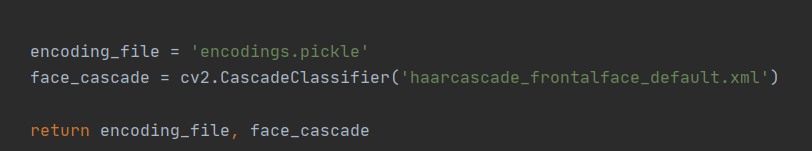 encoding_file = 'encodings.pickle'
face_cascade = cv2.CascadeClassifier('haarcascade_frontalface_default.xml')
return encoding_file, face_cascade